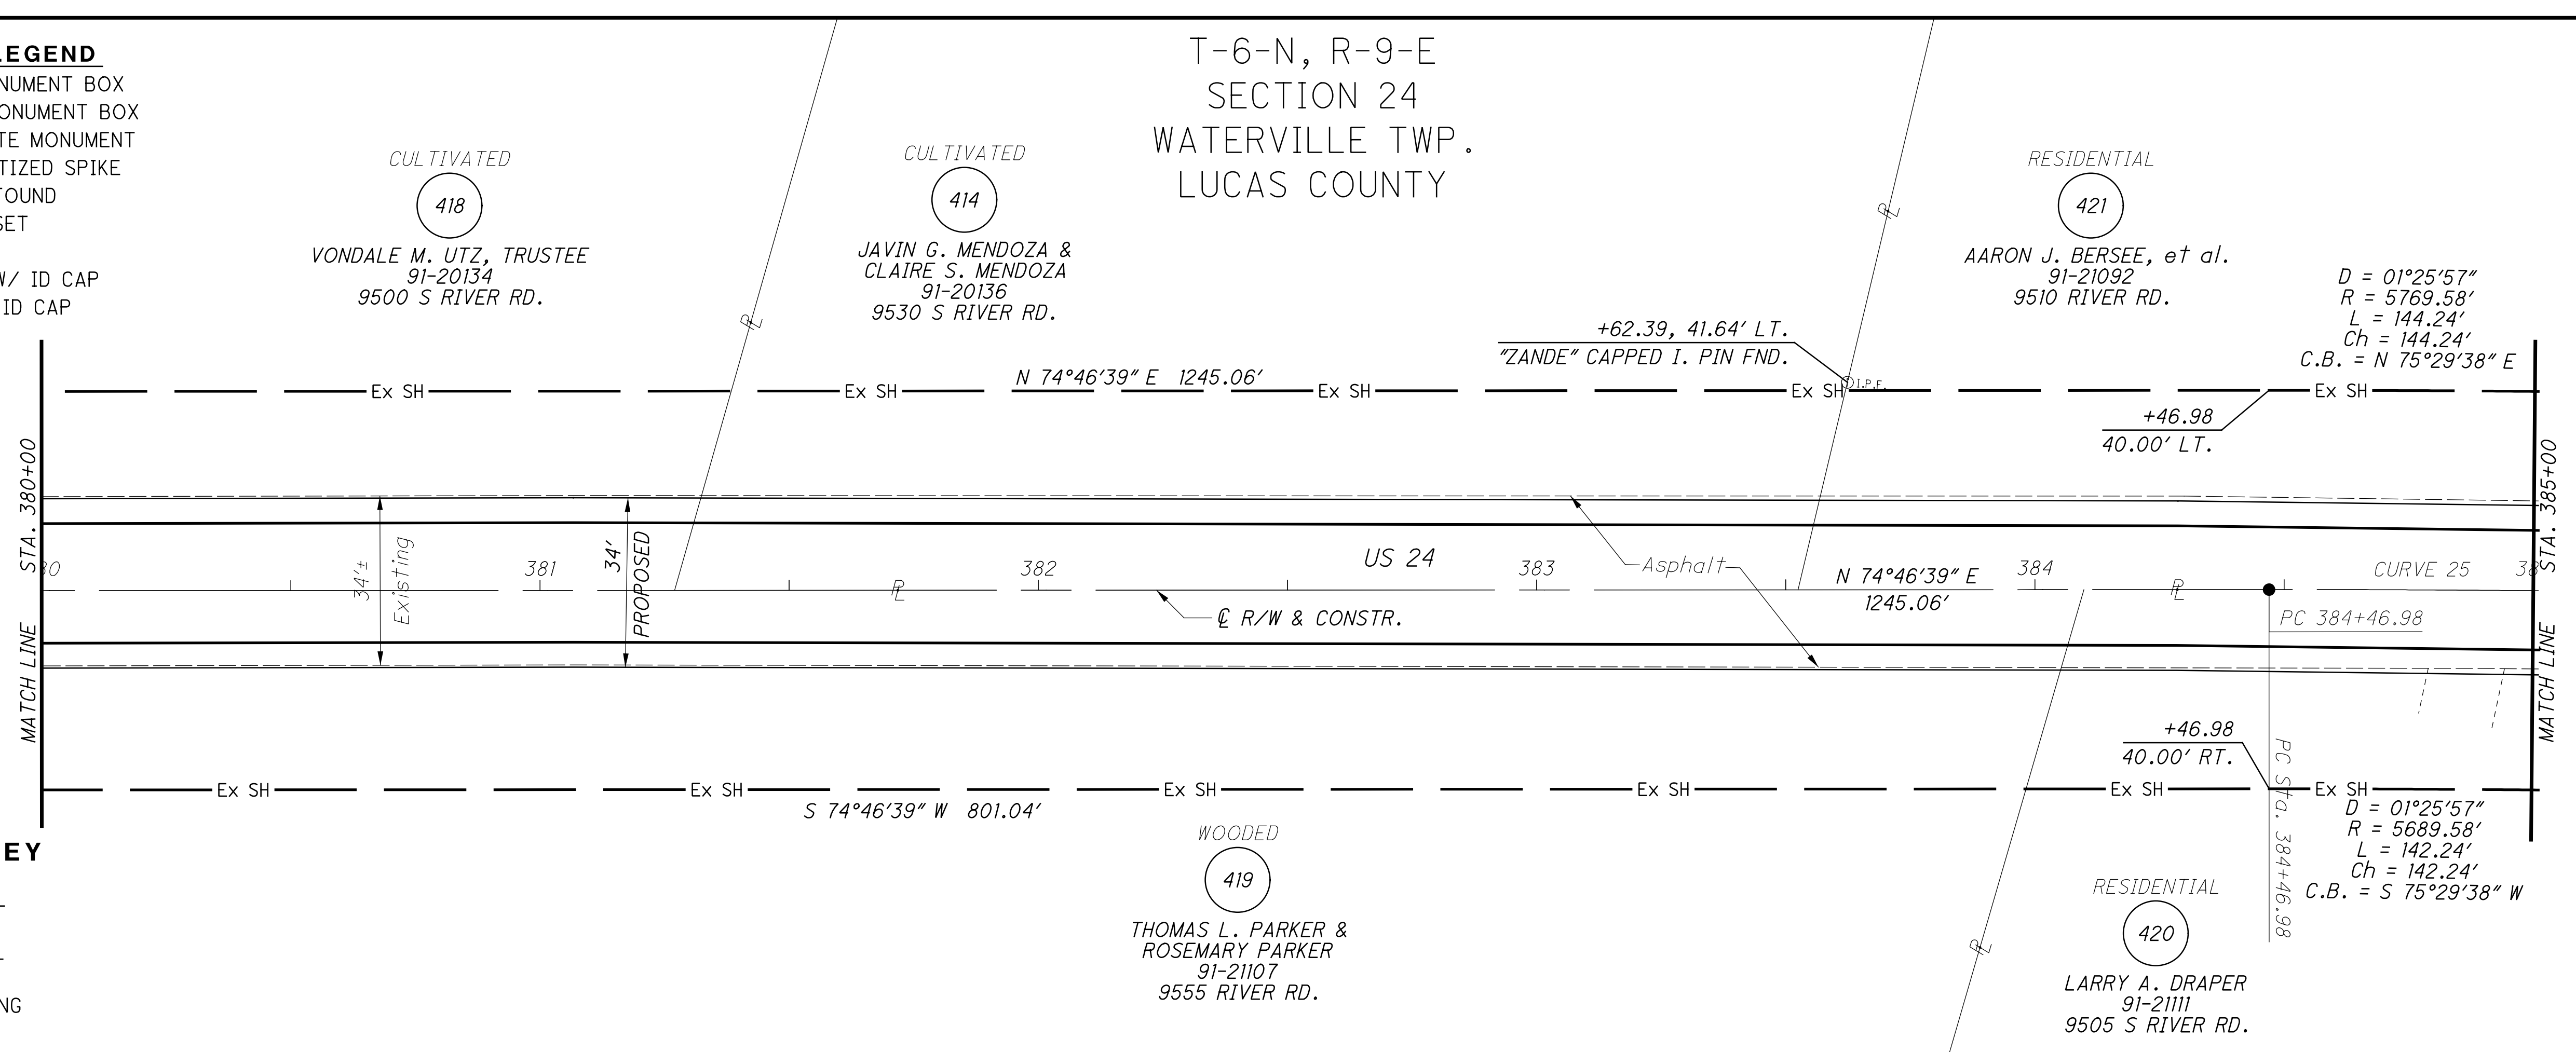 LEGEND
NUMENT BOX
ONUMENT BOX
TE MONUMENT
TIZED SPIKE
FOUND
SET
W/ ID CAP
ID CAP
T-6-N, R-9-E
SECTION 24
WATERVILLE TWP.
LUCAS COUNTY
CULTIVATED
418
VONDALE M. UTZ, TRUSTEE
91-20134
9500 S RIVER RD.
CULTIVATED
414
JAVIN G. MENDOZA &
CLAIRE S. MENDOZA
91-20136
9530 S RIVER RD.
RESIDENTIAL
421
AARON J. BERSEE, et al.
91-21092
9510 RIVER RD.
D = 01°25'57"
R = 5769.58'
L = 144.24'
Ch = 144.24'
C.B. = N 75°29'38" E
PL
PL
+62.39, 41.64' LT.
"ZANDE" CAPPED I. PIN FND.
I.P.F.
N 74°46'39" E 1245.06'
Ex SH
Ex SH
Ex SH
Ex SH
Ex SH
+46.98
40.00' LT.
MATCH LINE STA. 380+00
MATCH LINE STA. 385+00
34'±
Existing
34'
PROPOSED
80
381
382
383
384
38
US 24
Asphalt
N 74°46'39" E
1245.06'
CURVE 25
PL
PL
℄ R/W & CONSTR.
PC 384+46.98
PC Sta. 384+46.98
+46.98
40.00' RT.
Ex SH
Ex SH
Ex SH
Ex SH
Ex SH
Ex SH
S 74°46'39" W 801.04'
D = 01°25'57"
R = 5689.58'
L = 142.24'
Ch = 142.24'
C.B. = S 75°29'38" W
WOODED
419
THOMAS L. PARKER &
ROSEMARY PARKER
91-21107
9555 RIVER RD.
PL
RESIDENTIAL
420
LARRY A. DRAPER
91-21111
9505 S RIVER RD.
EY
NG